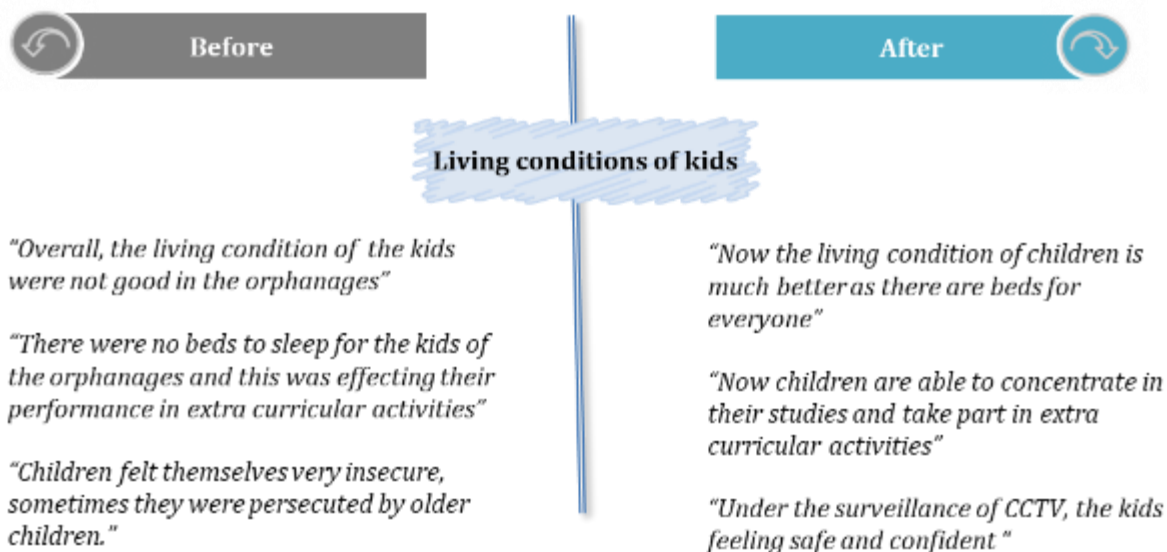 Before
After
Living conditions of kids
"Overall, the living condition of the kids
were not good in the orphanages"
"There were no beds to sleep for the kids of
the orphanages and this was effecting their
performance in extra curricular activities"
"Children felt themselves very insecure,
sometimes they were persecuted by older
children."
"Now the living condition of children is
much better as there are beds for
everyone"
"Now children are able to concentrate in
their studies and take part in extra
curricular activities"
"Under the surveillance of CCTV, the kids
feeling safe and confident "